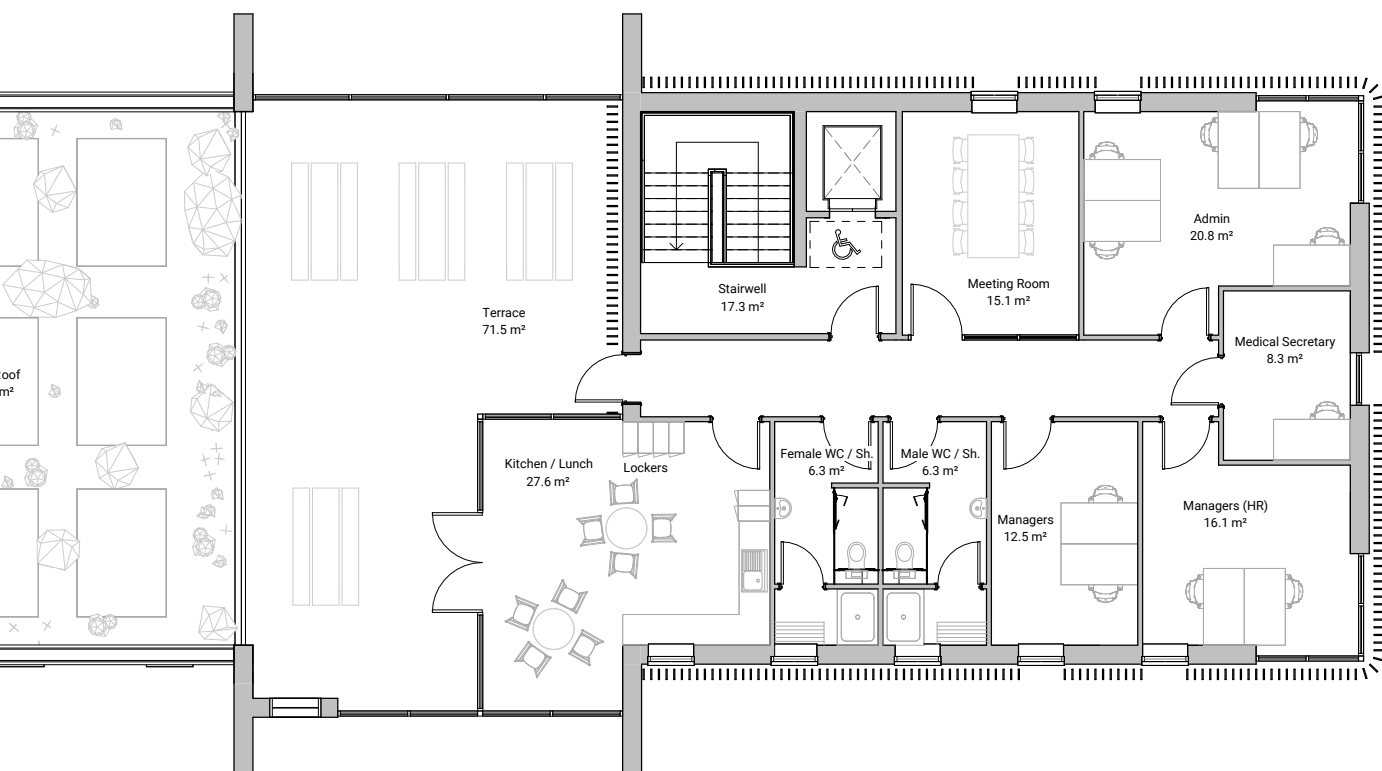 Stairwell
17.3 m²
Meeting Room
15.1 m²
Admin
20.8 m²
Terrace
71.5 m²
Medical Secretary
8.3 m²
oof
m²
Kitchen / Lunch
27.6 m²
Lockers
Female WC / Sh.
6.3 m²
Male WC / Sh.
6.3 m²
Managers
12.5 m²
Managers (HR)
16.1 m²